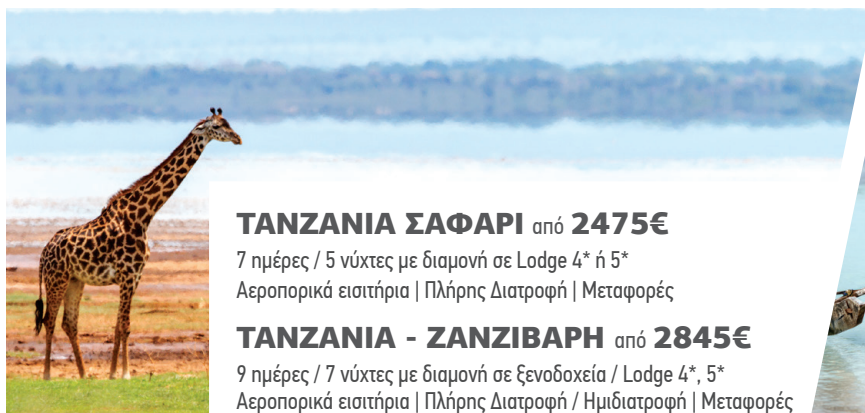 ΤΑΝΖΑΝΙΑ ΣΑΦΑΡΙ από 2475€
7 ημέρες / 5 νύχτες με διαμονή σε Lodge 4* ή 5*
Αεροπορικά εισιτήρια | Πλήρης Διατροφή | Μεταφορές
ΤΑΝΖΑΝΙΑ - ΖΑΝΖΙΒΑΡΗ από 2845€
9 ημέρες / 7 νύχτες με διαμονή σε ξενοδοχεία / Lodge 4*, 5*
Αεροπορικά εισιτήρια | Πλήρης Διατροφή / Ημιδιατροφή | Μεταφορές